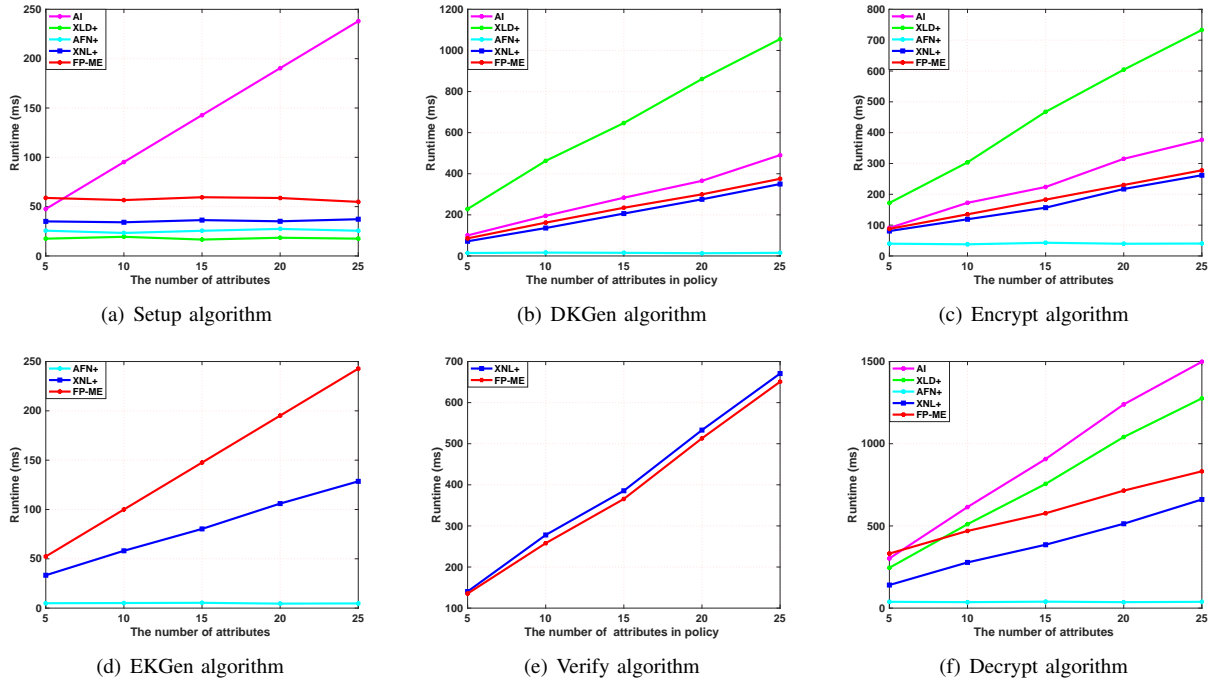 AI
XLD+
AFN+
XNL+
FP-ME
Runtime (ms)
250
200
150
100
50
0
5 10 15 20 25
The number of attributes
(a) Setup algorithm
AI
XLD+
AFN+
XNL+
FP-ME
Runtime (ms)
1200
1000
800
600
400
200
0
5 10 15 20 25
The number of attributes in policy
(b) DKGen algorithm
AI
XLD+
AFN+
XNL+
FP-ME
Runtime (ms)
800
700
600
500
400
300
200
100
0
5 10 15 20 25
The number of attributes
(c) Encrypt algorithm
AFN+
XNL+
FP-ME
Runtime (ms)
250
200
150
100
50
0
5 10 15 20 25
The number of attributes
(d) EKGen algorithm
XNL+
FP-ME
Runtime (ms)
700
600
500
400
300
200
100
5 10 15 20 25
The number of attributes in policy
(e) Verify algorithm
AI
XLD+
AFN+
XNL+
FP-ME
Runtime (ms)
1500
1000
500
0
5 10 15 20 25
The number of attributes
(f) Decrypt algorithm